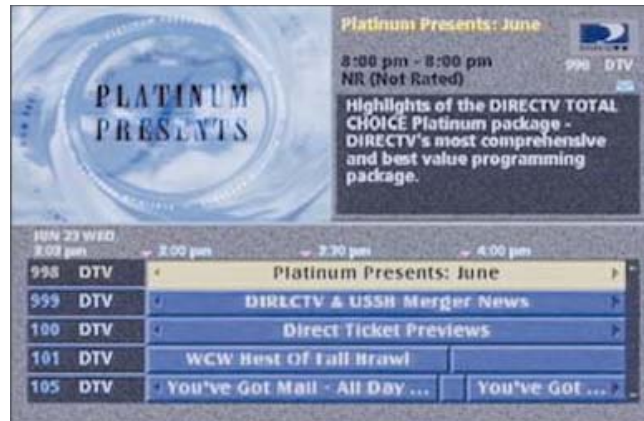 PLATINUM
PRESENTS
Platinum Presents: June
8:00 pm - 8:00 pm
NR (Not Rated)
998 DTV
Highlights of the DIRECTV TOTAL
CHOICE Platinum package -
DIRECTV's most comprehensive
and best value programming
package.
JUN 23 WED
3:03 pm
3:00 pm
3:30 pm
4:00 pm
998 DTV
Platinum Presents: June
999 DTV
DIRECTV & USSB Merger News
100 DTV
Direct Ticket Previews
101 DTV
WCW Best Of Fall Brawl
105 DTV
You've Got Mail - All Day ...
You've Got ...